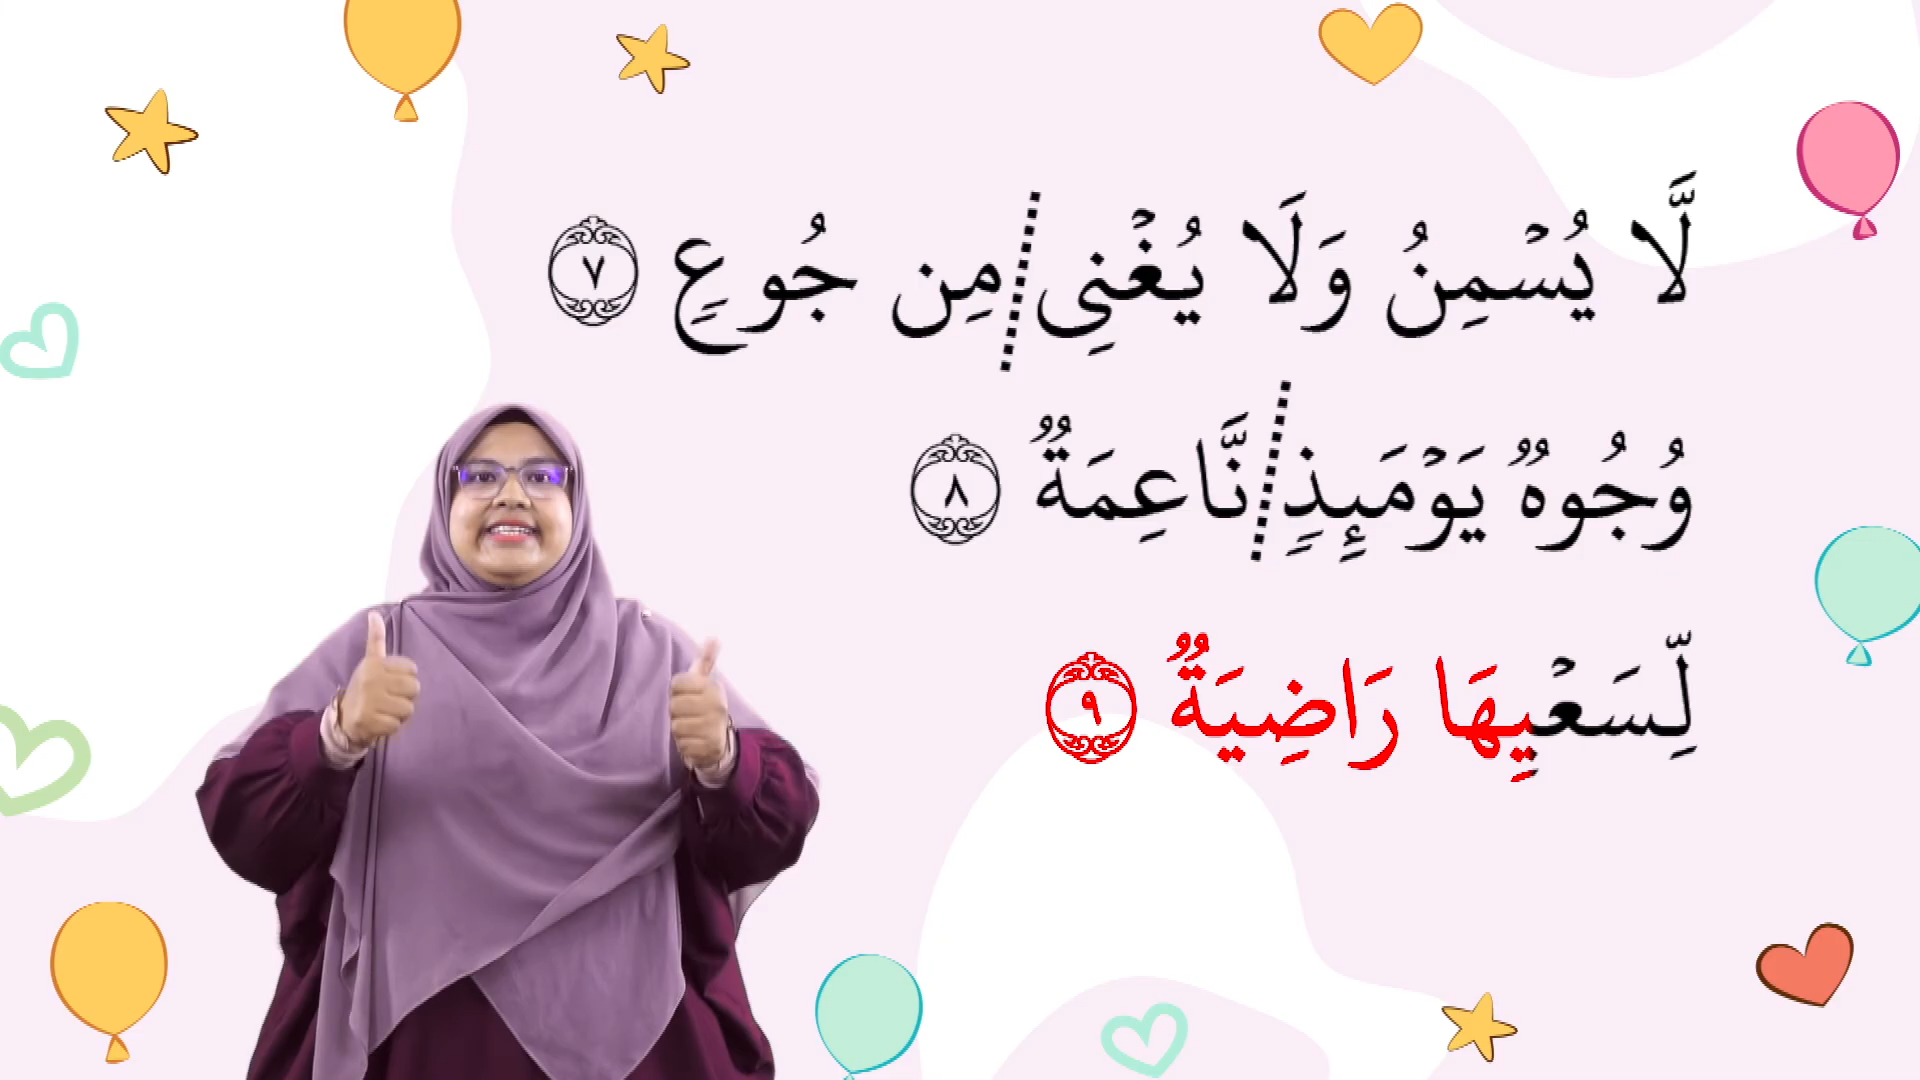 لَّا يُسْمِنُ وَلَا يُغْنِى مِن جُوعٍ ٧
وُجُوهٌ يَوْمَئِذٍ نَّاعِمَةٌ ٨
لِّسَعْيِهَا رَاضِيَةٌ ٩